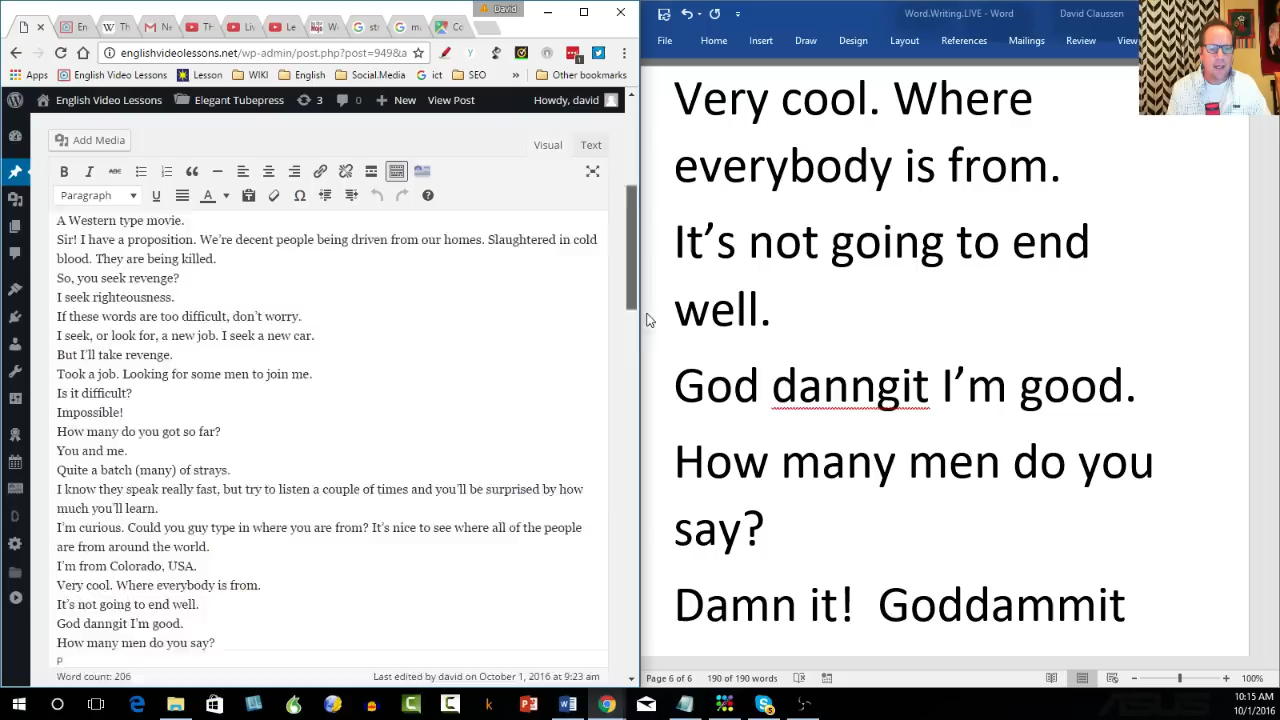 David
En
Yo
Th
Le
Le
Wi
str
m
Co
englishvideolessons.net/wp-admin/post.php?post=949&a
Apps English Video Lessons Lesson WIKI English Social.Media ict SEO » Other bookmarks
English Video Lessons Elegant Tubepress 3 0 New View Post Howdy, david
Add Media
Visual Text
B I ABC
Paragraph U A Ω
A Western type movie.
Sir! I have a proposition. We're decent people being driven from our homes. Slaughtered in cold
blood. They are being killed.
So, you seek revenge?
I seek righteousness.
If these words are too difficult, don't worry.
I seek, or look for, a new job. I seek a new car.
But I'll take revenge.
Took a job. Looking for some men to join me.
Is it difficult?
Impossible!
How many do you got so far?
You and me.
Quite a batch (many) of strays.
I know they speak really fast, but try to listen a couple of times and you'll be surprised by how
much you'll learn.
I'm curious. Could you guy type in where you are from? It's nice to see where all of the people
are from around the world.
I'm from Colorado, USA.
Very cool. Where everybody is from.
It's not going to end well.
God danngit I'm good.
How many men do you say?
P
Word count: 206 Last edited by david on October 1, 2016 at 9:23 am
Word.Writing.LIVE - Word David Claussen
File Home Insert Draw Design Layout References Mailings Review View
Very cool. Where
everybody is from.
It's not going to end
well.
God danngit I'm good.
How many men do you
say?
Damn it! Goddammit
Page 6 of 6 190 of 190 words 100%
10:15 AM
10/1/2016